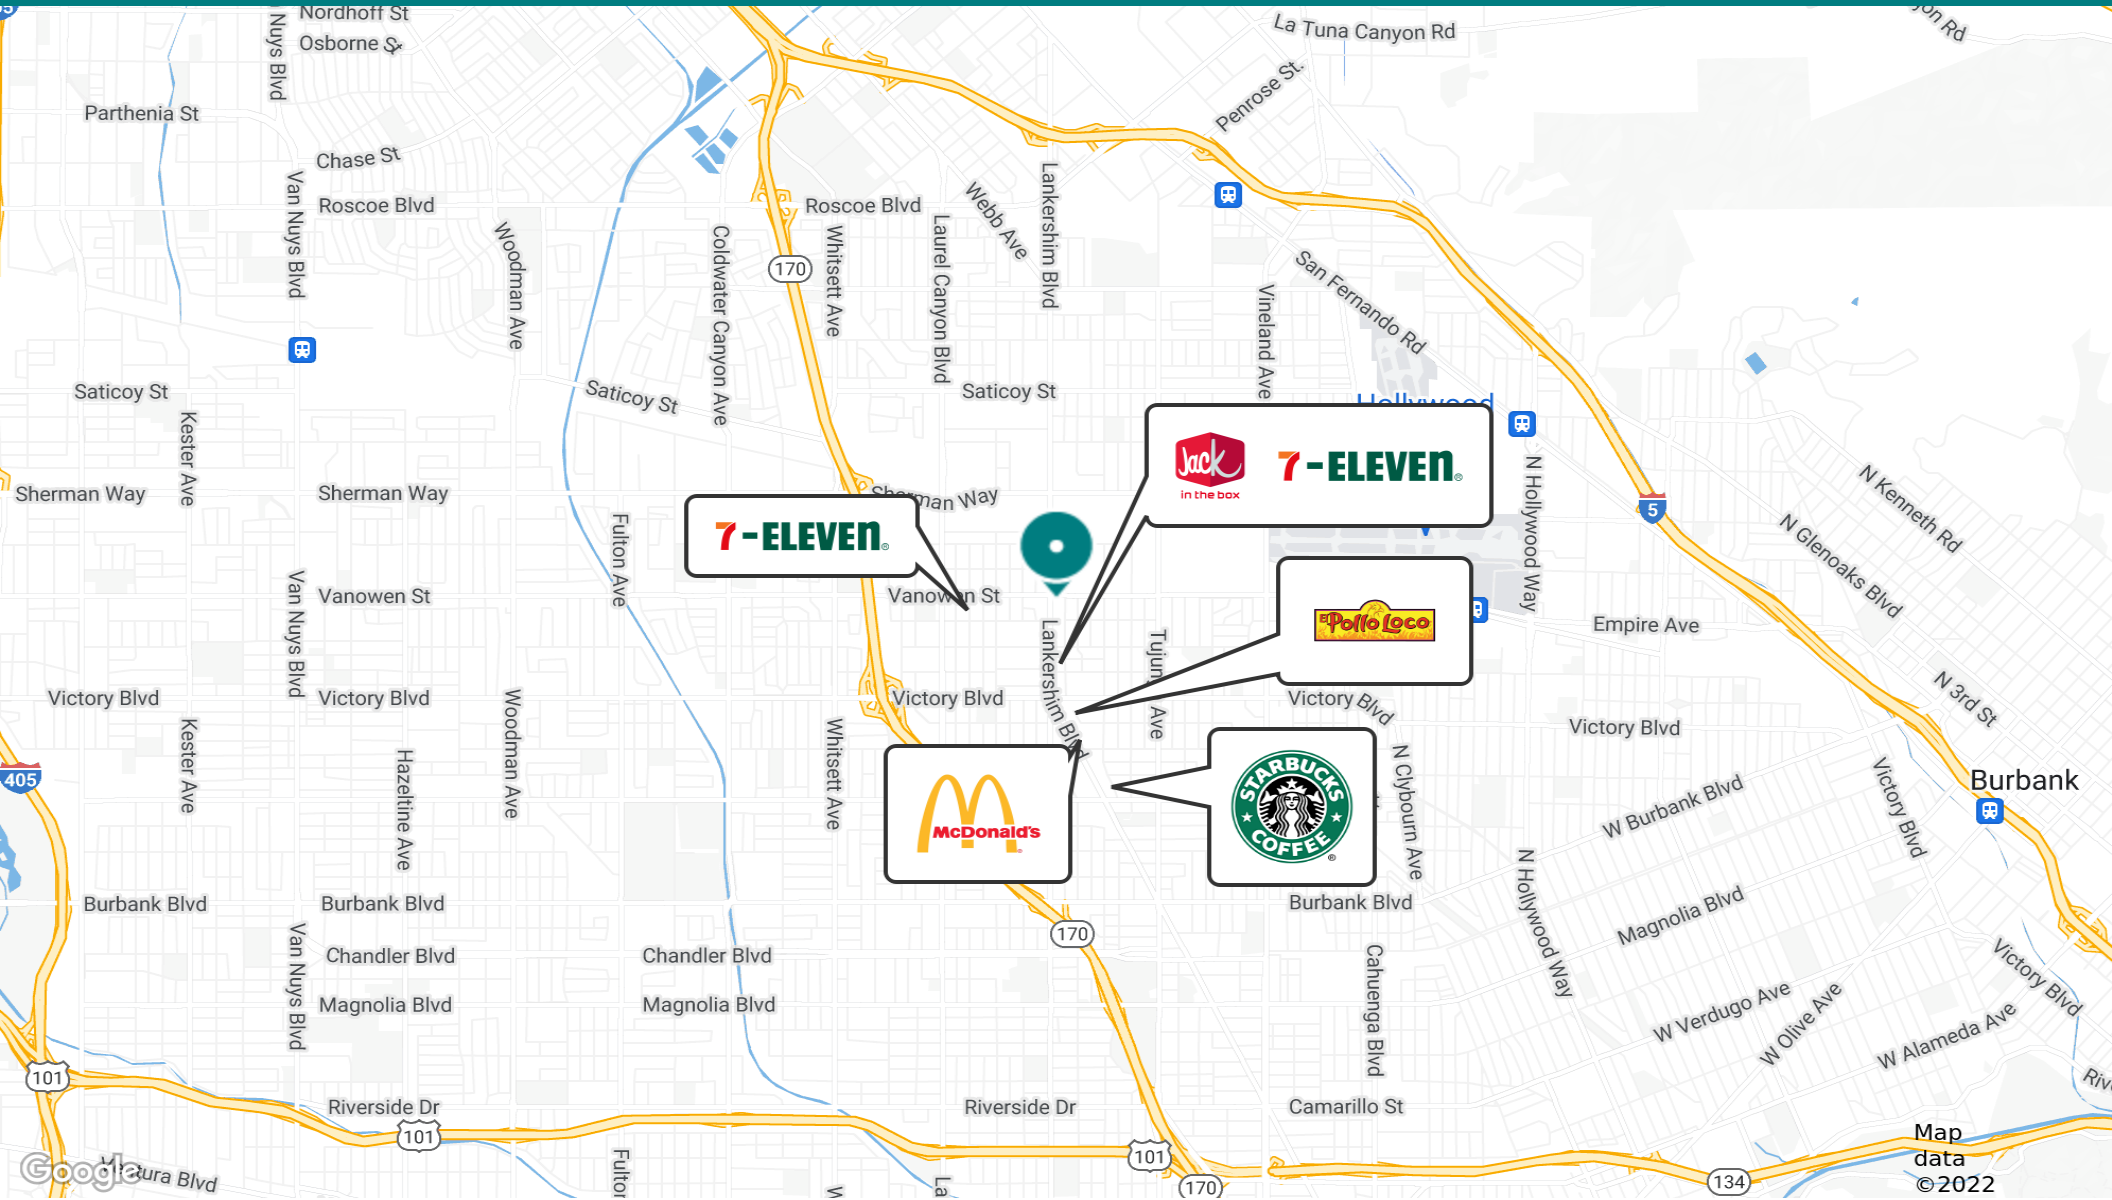 Nordhoff St
La Tuna Canyon Rd
Osborne St
Parthenia St
Penrose St.
Chase St
Van Nuys Blvd
Roscoe Blvd
Roscoe Blvd
Webb Ave
Lankershim Blvd
Woodman Ave
Coldwater Canyon Ave
Whitsett Ave
Laurel Canyon Blvd
170
San Fernando Rd
Vineland Ave
Saticoy St
Saticoy St
Saticoy St
Hollywood
Kester Ave
Jack
in the box
7-ELEVEn®
Sherman Way
Sherman Way
Sherman Way
N Hollywood Way
N Kenneth Rd
N Glenoaks Blvd
5
7-ELEVEn®
Fulton Ave
Van Nuys Blvd
Vanowen St
Vanowen St
El Pollo Loco
Empire Ave
Lankershim Blvd
Victory Blvd
Victory Blvd
Victory Blvd
Victory Blvd
Victory Blvd
N 3rd St
Woodman Ave
Kester Ave
Hazeltine Ave
Whitsett Ave
405
McDonald's
STARBUCKS
COFFEE
®
N Clybourn Ave
W Burbank Blvd
Victory Blvd
Burbank
Burbank Blvd
Burbank Blvd
Burbank Blvd
N Hollywood Way
Magnolia Blvd
170
Van Nuys Blvd
Chandler Blvd
Chandler Blvd
Cahuenga Blvd
Victory Blvd
Magnolia Blvd
Magnolia Blvd
W Verdugo Ave
W Olive Ave
W Alameda Ave
101
Riverside Dr
Riverside Dr
Camarillo St
101
101
170
134
Google
Map
data
©2022